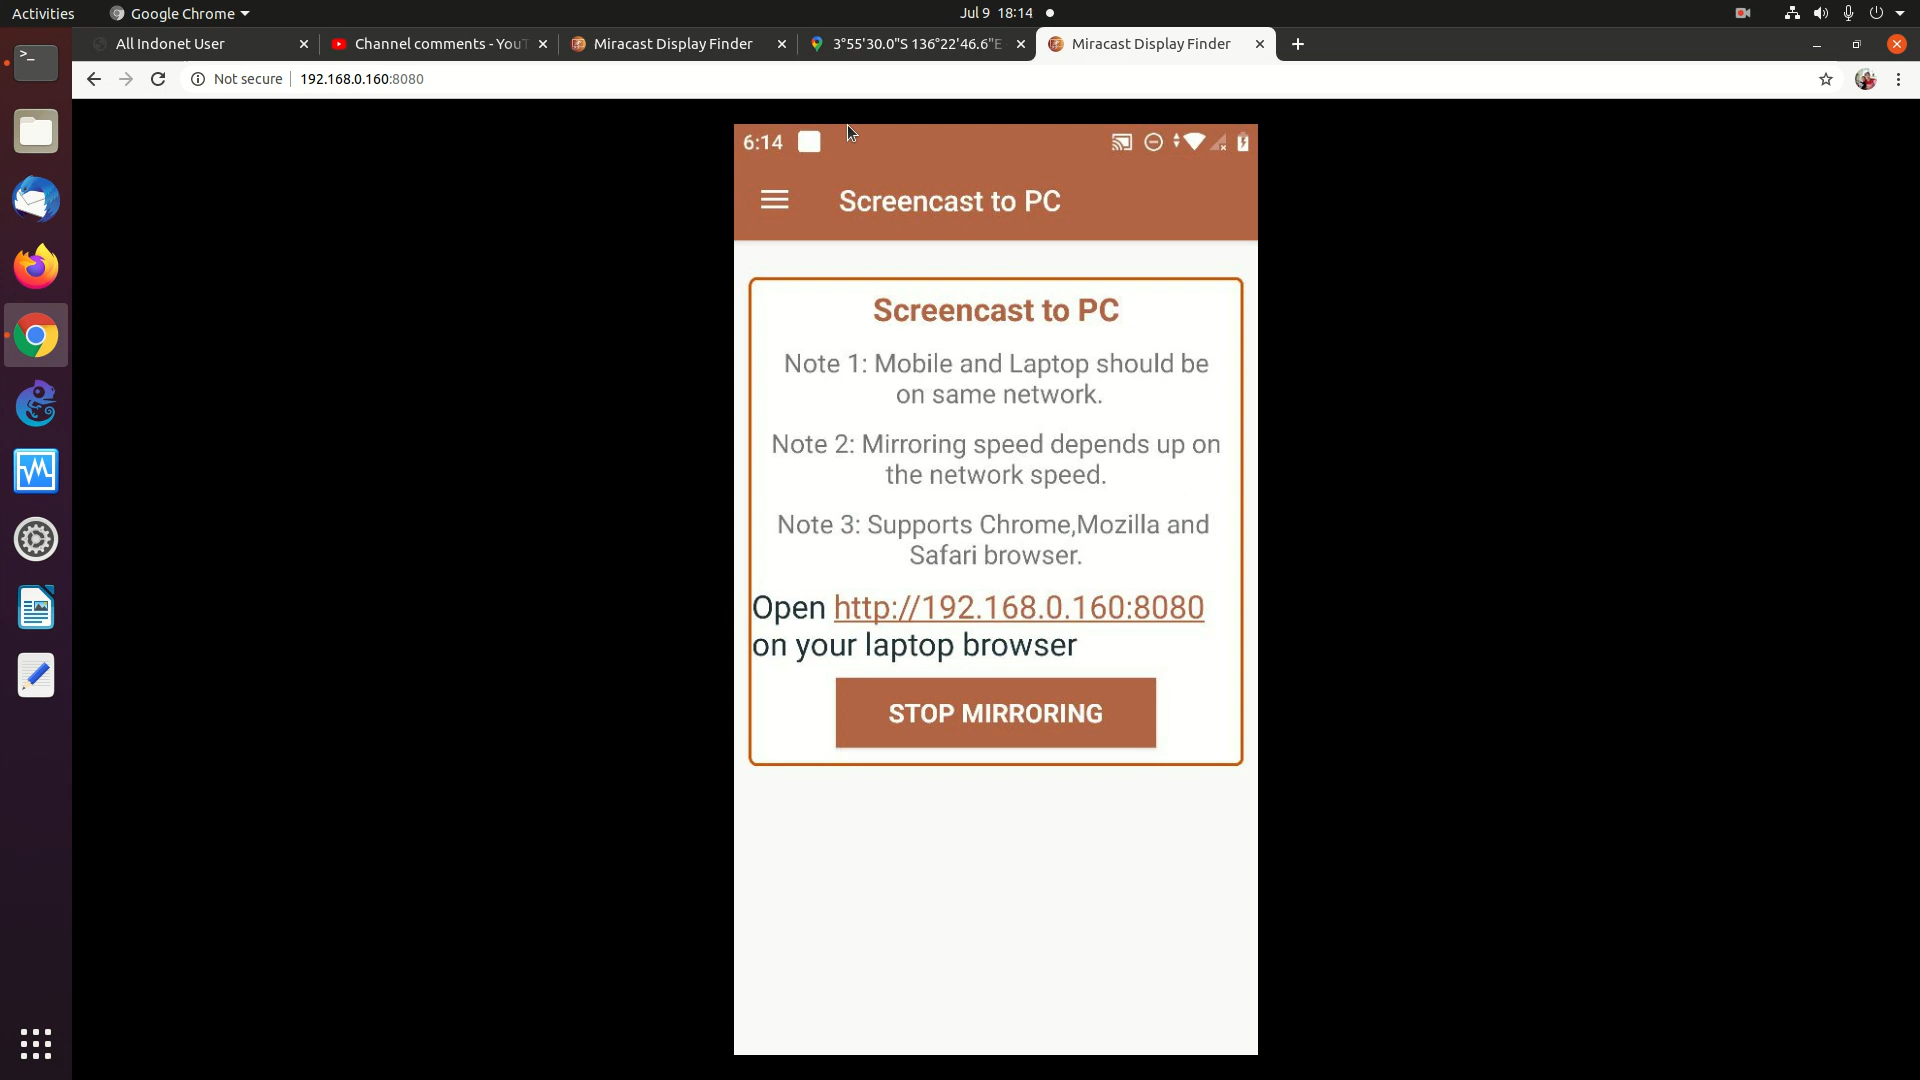 Activities
Google Chrome
Jul 9 18:14
All Indonet User
Channel comments - YouT
Miracast Display Finder
3°55'30.0"S 136°22'46.6"E
Miracast Display Finder
Not secure
192.168.0.160:8080
6:14
Screencast to PC
Screencast to PC
Note 1: Mobile and Laptop should be
on same network.
Note 2: Mirroring speed depends up on
the network speed.
Note 3: Supports Chrome,Mozilla and
Safari browser.
Open http://192.168.0.160:8080
on your laptop browser
STOP MIRRORING